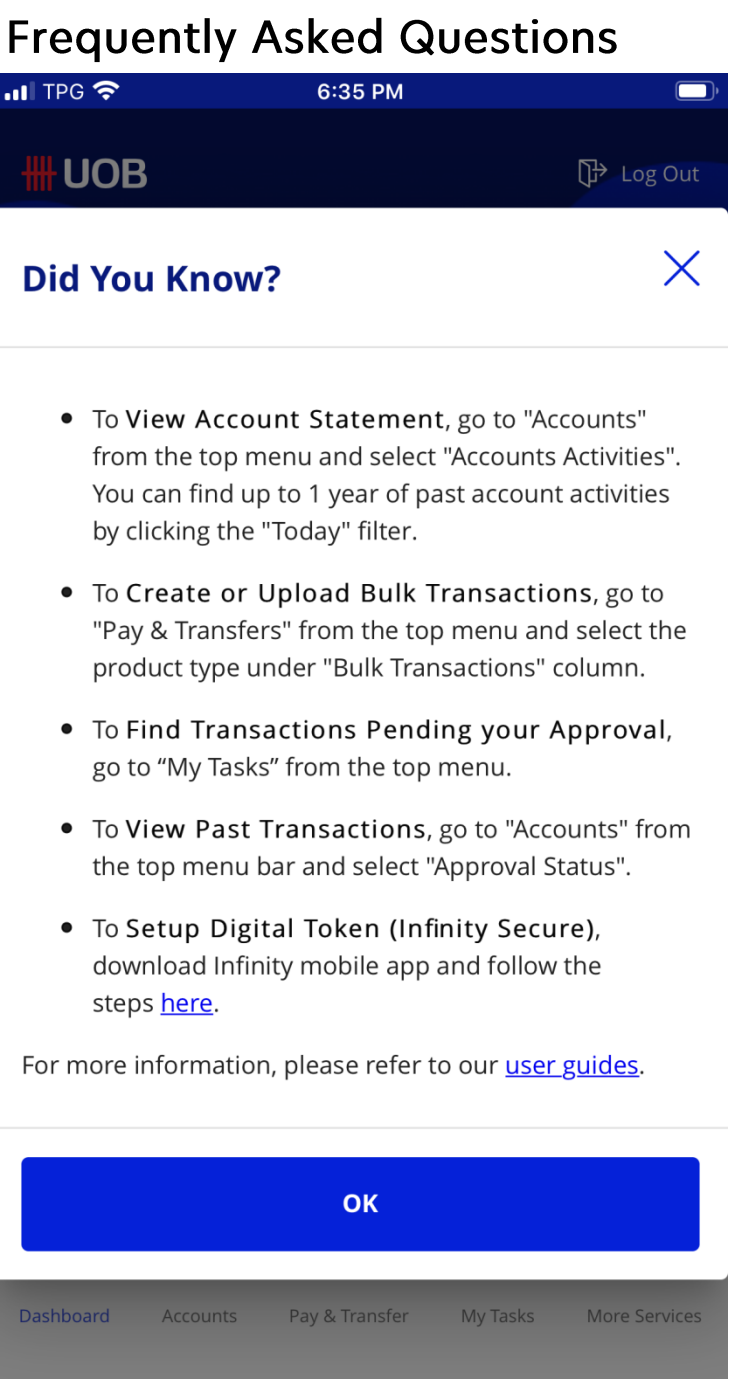 Frequently Asked Questions
TPG 6:35 PM
UOB Log Out
Did You Know?
• To View Account Statement, go to "Accounts"
from the top menu and select "Accounts Activities".
You can find up to 1 year of past account activities
by clicking the "Today" filter.
• To Create or Upload Bulk Transactions, go to
"Pay & Transfers" from the top menu and select the
product type under "Bulk Transactions" column.
• To Find Transactions Pending your Approval,
go to “My Tasks” from the top menu.
• To View Past Transactions, go to "Accounts" from
the top menu bar and select "Approval Status".
• To Setup Digital Token (Infinity Secure),
download Infinity mobile app and follow the
steps here.
For more information, please refer to our user guides.
OK
Dashboard Accounts Pay & Transfer My Tasks More Services